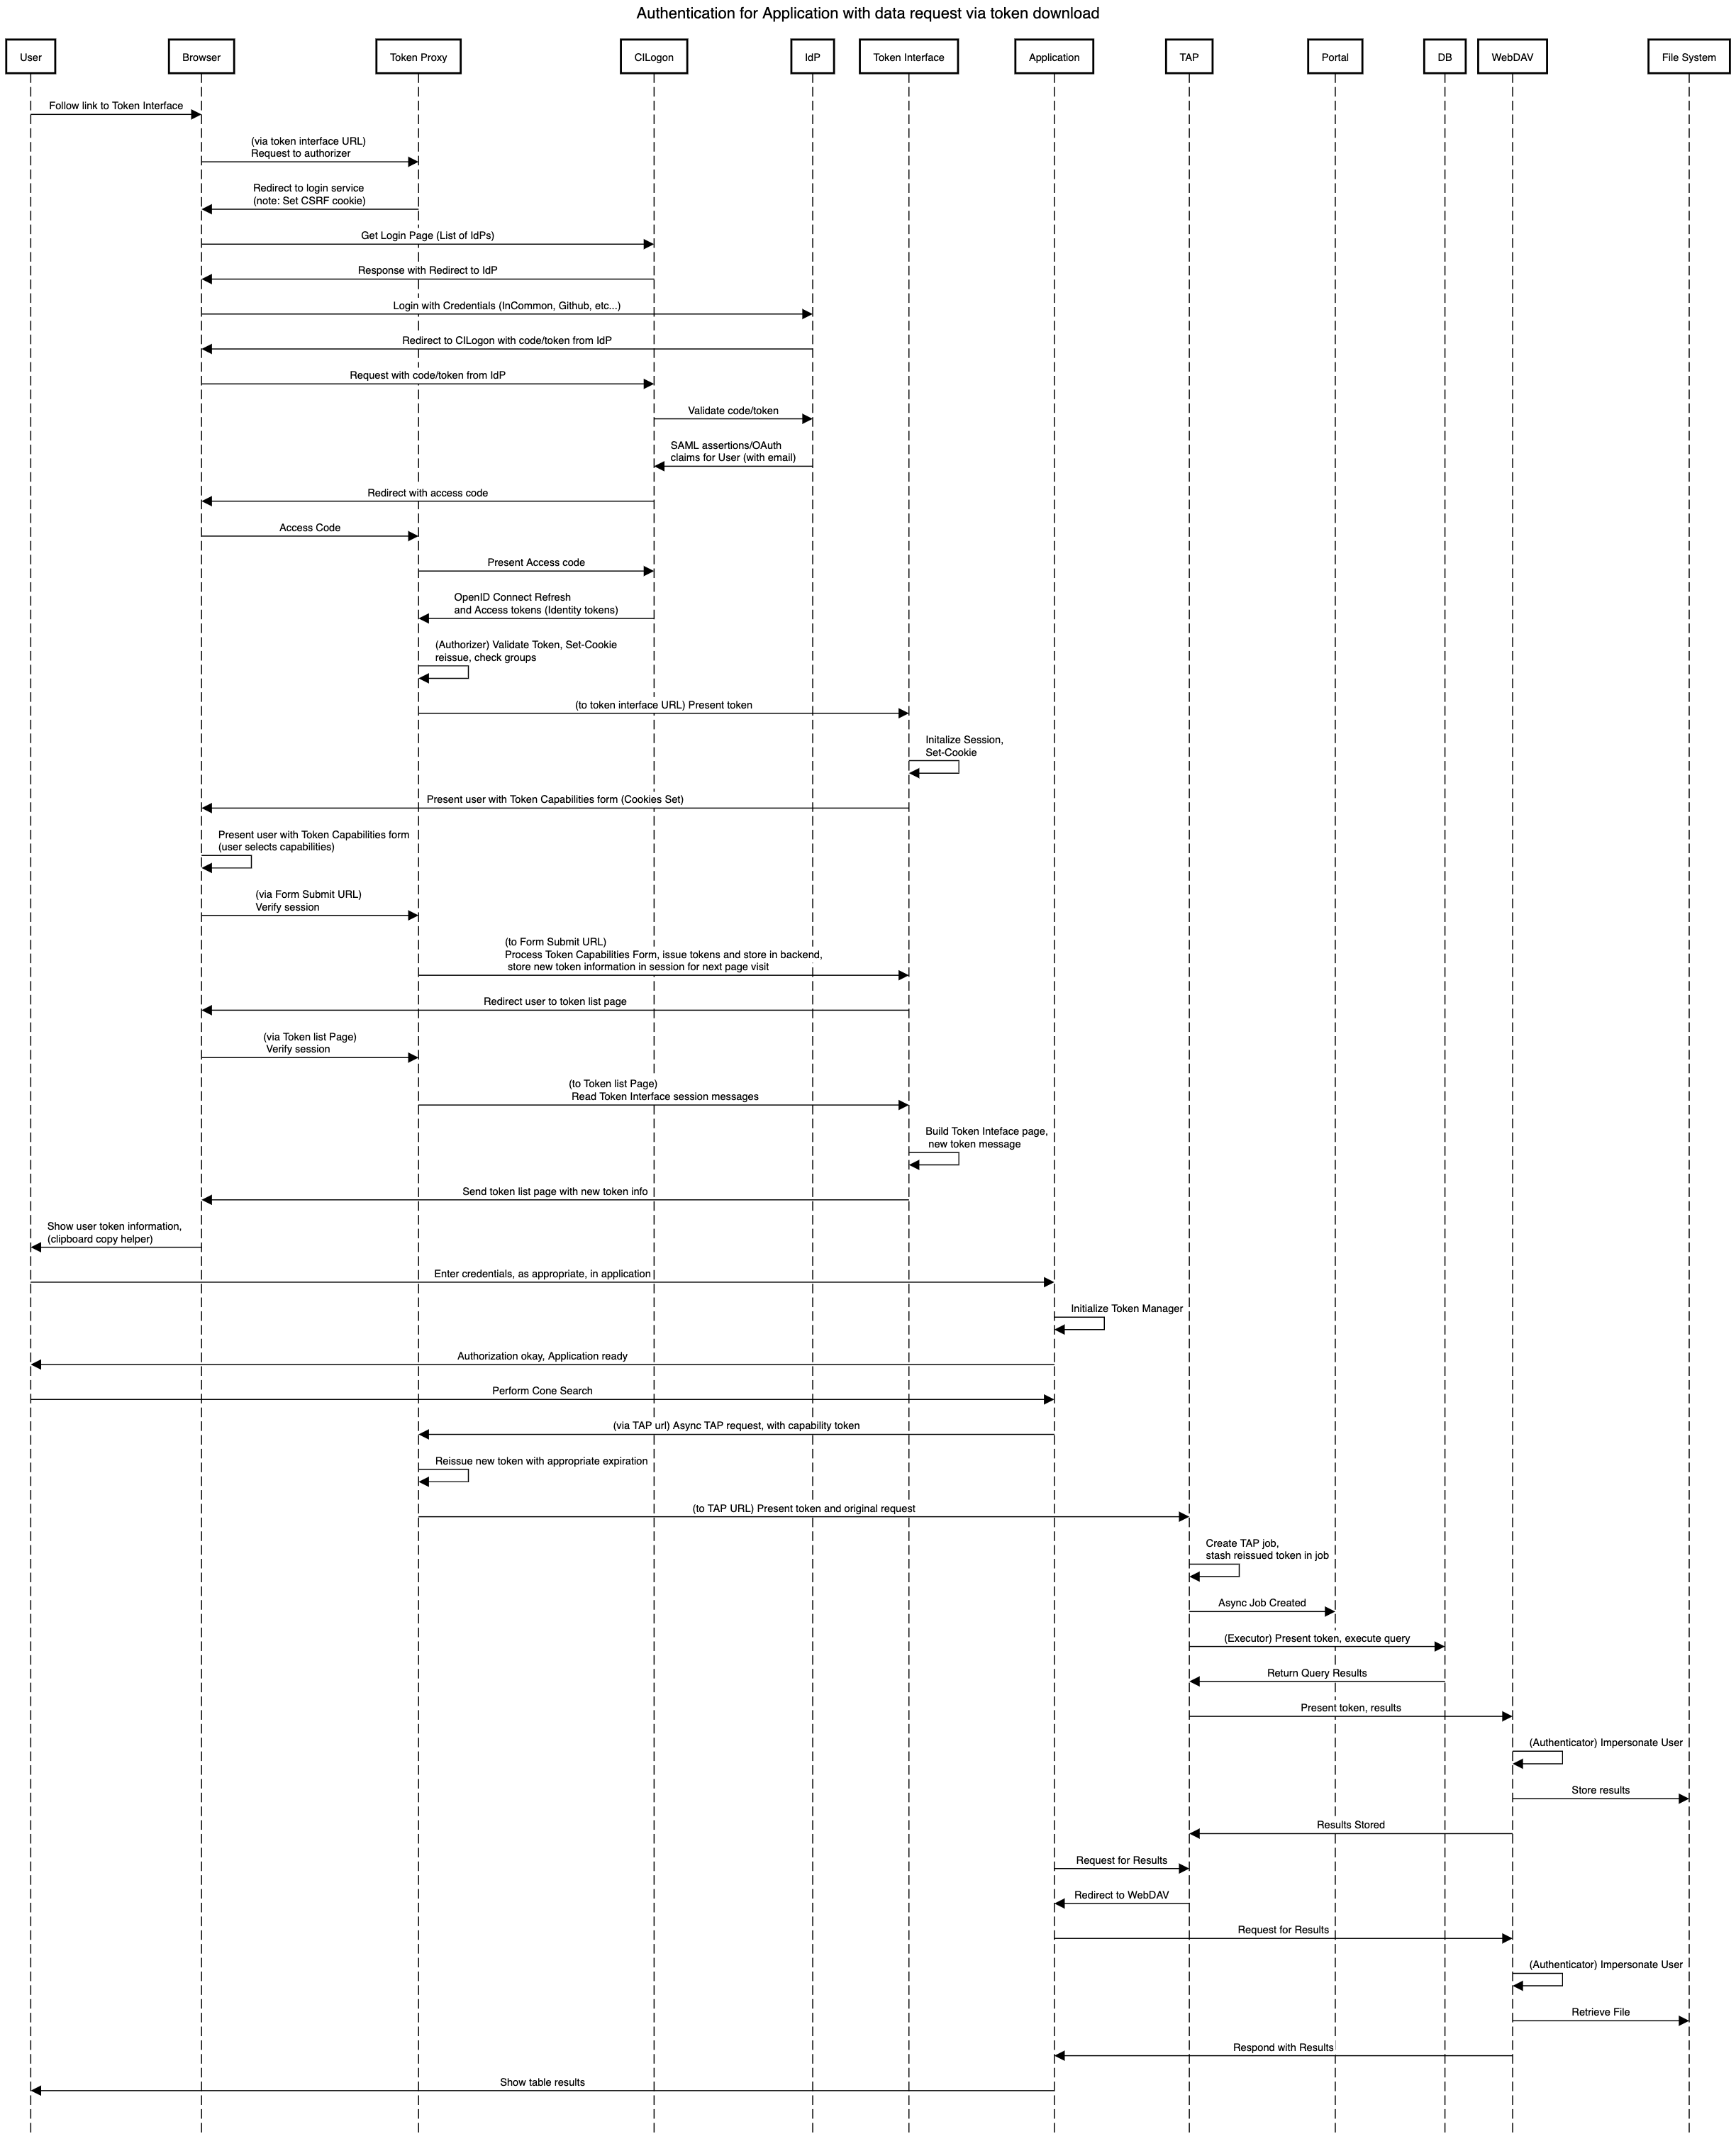 Authentication for Application with data request via token download
User
Browser
Token Proxy
CILogon
IdP
Token Interface
Application
TAP
Portal
DB
WebDAV
File System
Follow link to Token Interface
(via token interface URL)
Request to authorizer
Redirect to login service
(note: Set CSRF cookie)
Get Login Page (List of IdPs)
Response with Redirect to IdP
Login with Credentials (InCommon, Github, etc...)
Redirect to CILogon with code/token from IdP
Request with code/token from IdP
Validate code/token
SAML assertions/OAuth
claims for User (with email)
Redirect with access code
Access Code
Present Access code
OpenID Connect Refresh
and Access tokens (Identity tokens)
(Authorizer) Validate Token, Set-Cookie
reissue, check groups
(to token interface URL) Present token
Initalize Session,
Set-Cookie
Present user with Token Capabilities form (Cookies Set)
Present user with Token Capabilities form
(user selects capabilities)
(via Form Submit URL)
Verify session
(to Form Submit URL)
Process Token Capabilities Form, issue tokens and store in backend,
store new token information in session for next page visit
Redirect user to token list page
(via Token list Page)
Verify session
(to Token list Page)
Read Token Interface session messages
Build Token Inteface page,
new token message
Send token list page with new token info
Show user token information,
(clipboard copy helper)
Enter credentials, as appropriate, in application
Initialize Token Manager
Authorization okay, Application ready
Perform Cone Search
(via TAP url) Async TAP request, with capability token
Reissue new token with appropriate expiration
(to TAP URL) Present token and original request
Create TAP job,
stash reissued token in job
Async Job Created
(Executor) Present token, execute query
Return Query Results
Present token, results
(Authenticator) Impersonate User
Store results
Results Stored
Request for Results
Redirect to WebDAV
Request for Results
(Authenticator) Impersonate User
Retrieve File
Respond with Results
Show table results